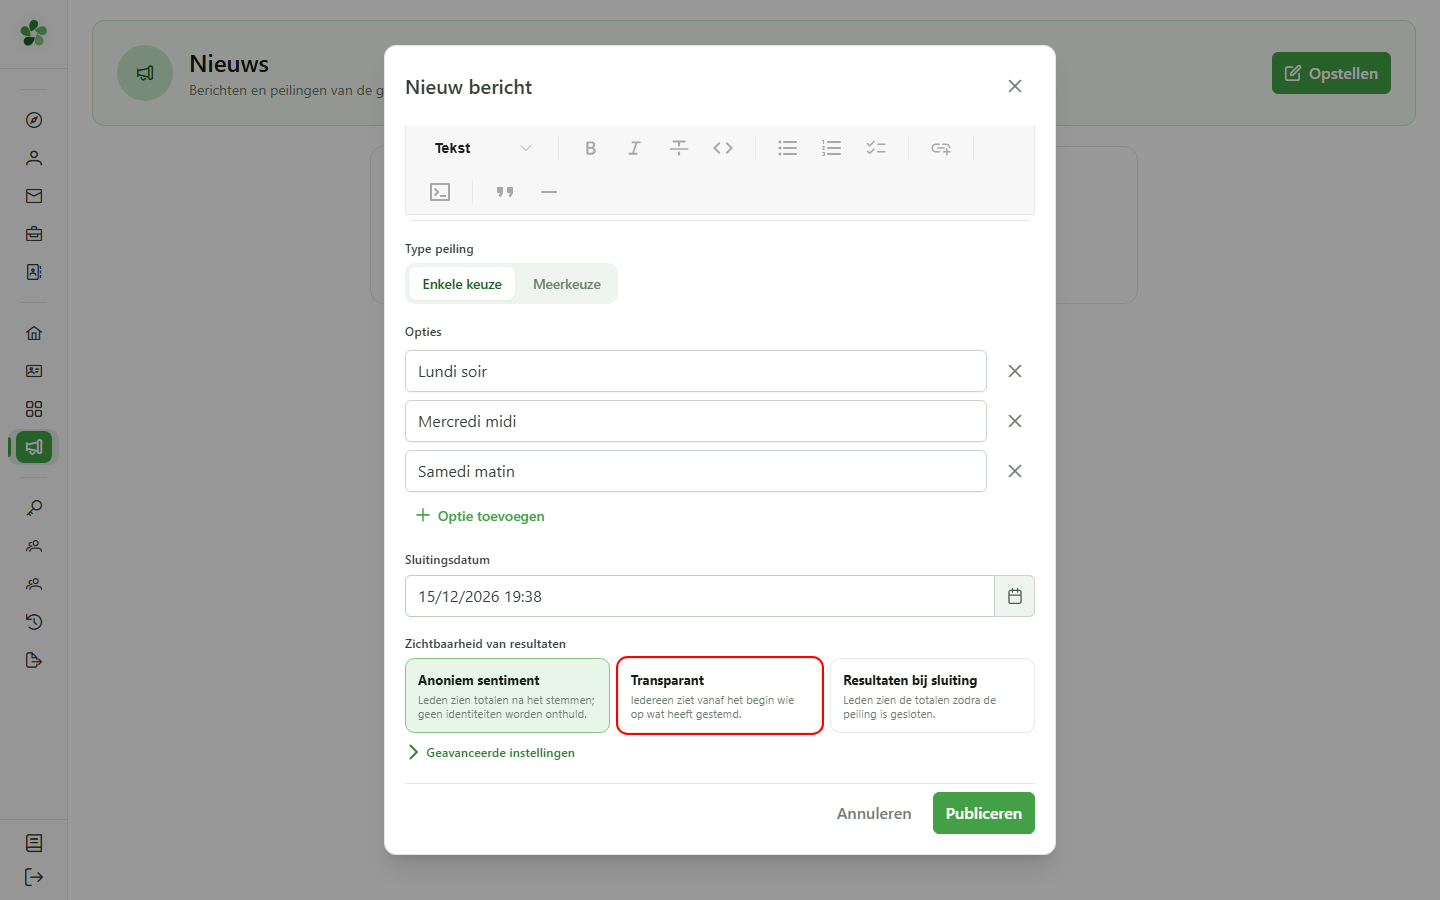 Nieuws
Berichten en peilingen van de g
Opstellen
Nieuw bericht
Tekst
Type peiling
Enkele keuze
Meerkeuze
Opties
Lundi soir
Mercredi midi
Samedi matin
Optie toevoegen
Sluitingsdatum
15/12/2026 19:38
Zichtbaarheid van resultaten
Anoniem sentiment
Leden zien totalen na het stemmen;
geen identiteiten worden onthuld.
Transparant
Iedereen ziet vanaf het begin wie
op wat heeft gestemd.
Resultaten bij sluiting
Leden zien de totalen zodra de
peiling is gesloten.
Geavanceerde instellingen
Annuleren
Publiceren